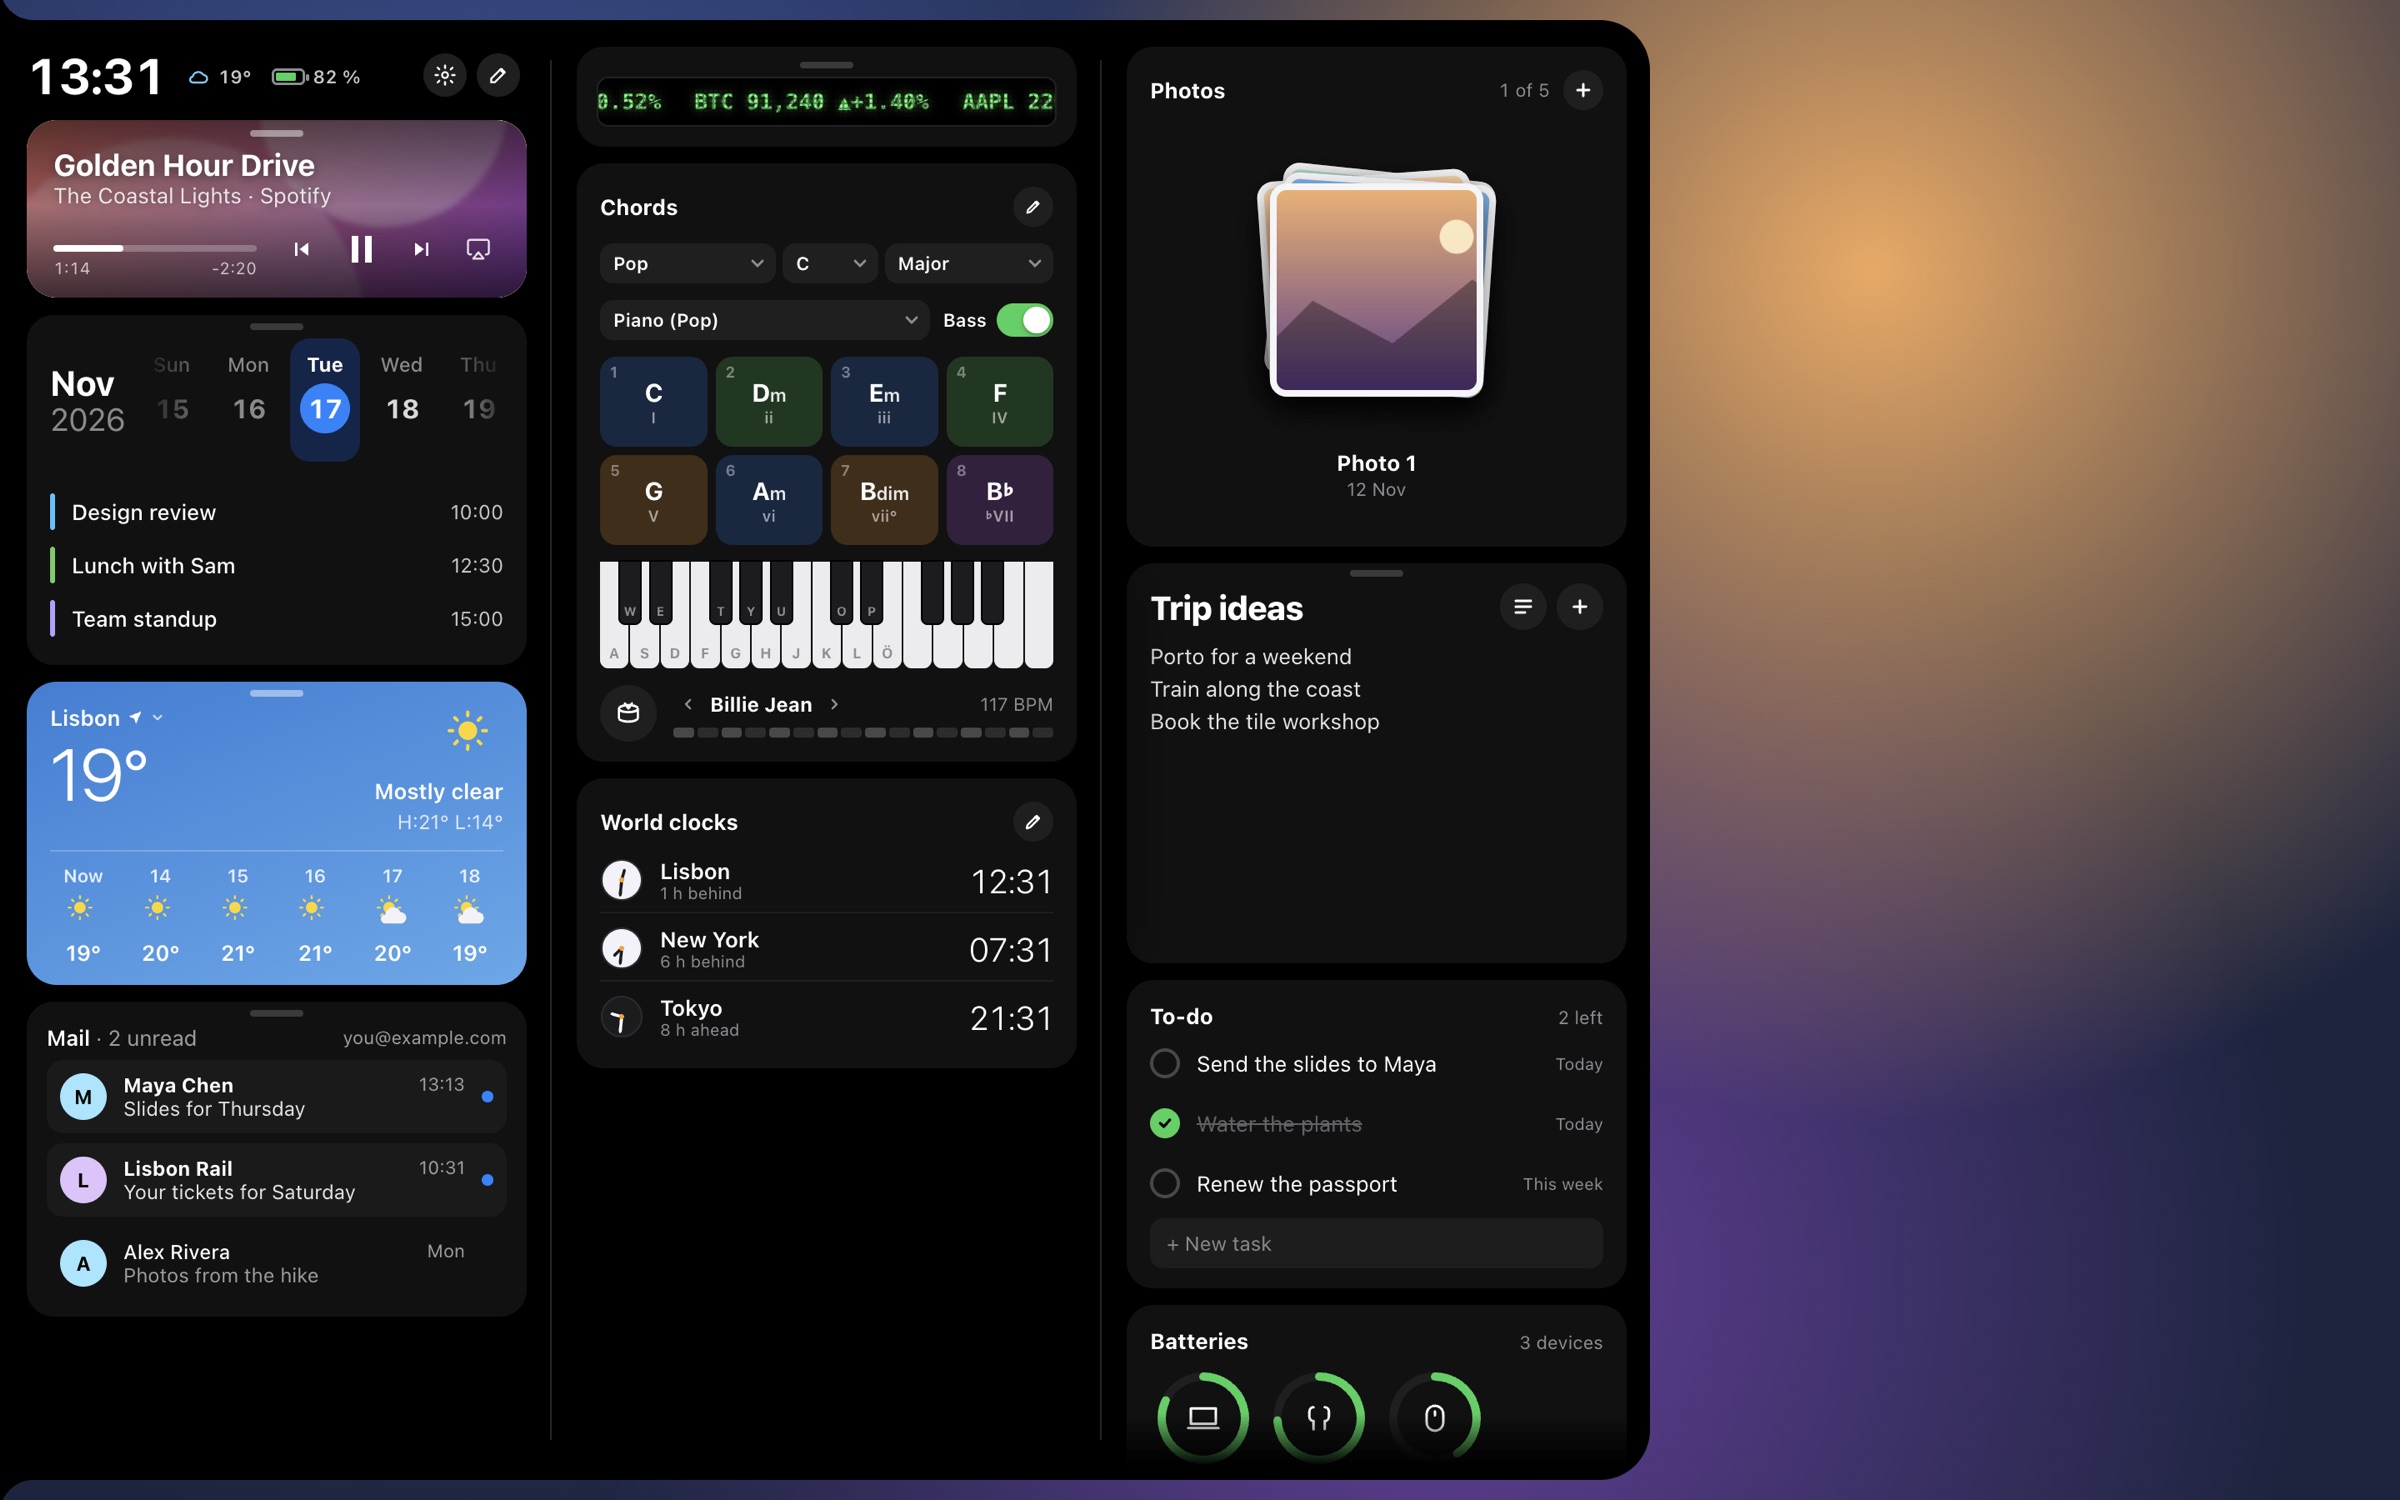 13:31 19° 82 %
Golden Hour Drive
The Coastal Lights · Spotify
1:14 -2:20
Nov
2026
Sun Mon Tue Wed Thu
15 16 17 18 19
Design review 10:00
Lunch with Sam 12:30
Team standup 15:00
Lisbon
19°
Mostly clear
H:21° L:14°
Now 14 15 16 17 18
19° 20° 21° 21° 20° 19°
Mail · 2 unread you@example.com
M Maya Chen 13:13
Slides for Thursday
L Lisbon Rail 10:31
Your tickets for Saturday
A Alex Rivera Mon
Photos from the hike
0.52% BTC 91,240 ▲+1.40% AAPL 22
Chords
Pop C Major
Piano (Pop) Bass
1 C I
2 Dm ii
3 Em iii
4 F IV
5 G V
6 Am vi
7 Bdim vii°
8 B♭ ♭VII
W E T Y U O P
A S D F G H J K L Ö
Billie Jean 117 BPM
World clocks
Lisbon 12:31
1 h behind
New York 07:31
6 h behind
Tokyo 21:31
8 h ahead
Photos 1 of 5
Photo 1
12 Nov
Trip ideas
Porto for a weekend
Train along the coast
Book the tile workshop
To-do 2 left
Send the slides to Maya Today
Water the plants Today
Renew the passport This week
+ New task
Batteries 3 devices